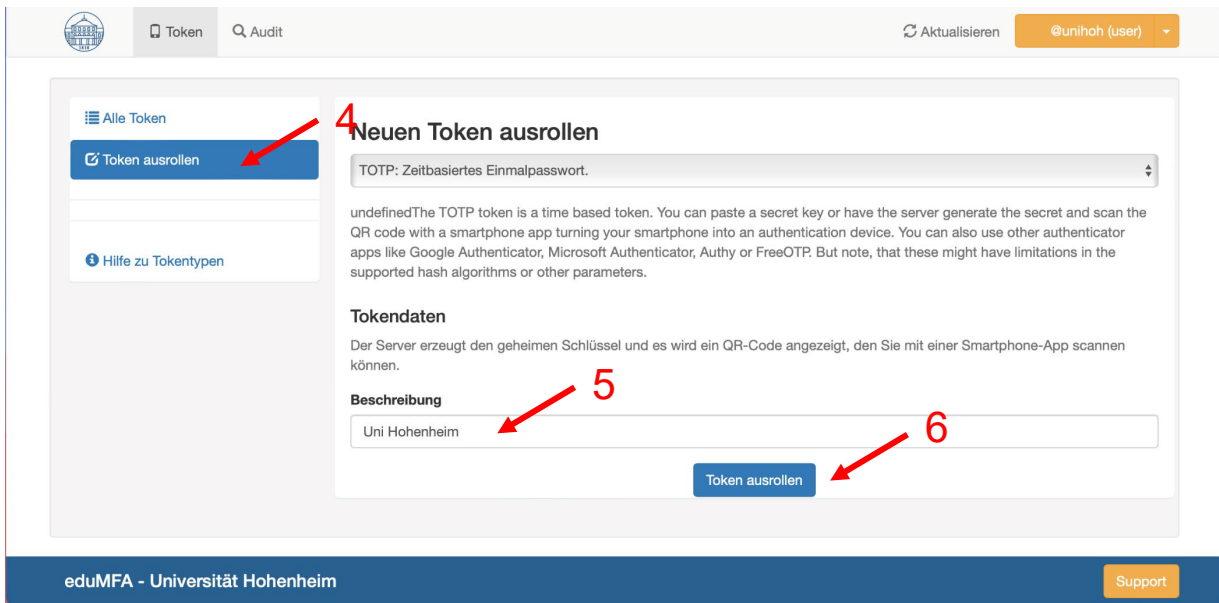 Token
Audit
Aktualisieren
@unihoh (user)
Alle Token
4
Neuen Token ausrollen
Token ausrollen
TOTP: Zeitbasiertes Einmalpasswort.
undefinedThe TOTP token is a time based token. You can paste a secret key or have the server generate the secret and scan the
QR code with a smartphone app turning your smartphone into an authentication device. You can also use other authenticator
apps like Google Authenticator, Microsoft Authenticator, Authy or FreeOTP. But note, that these might have limitations in the
supported hash algorithms or other parameters.
Hilfe zu Tokentypen
Tokendaten
Der Server erzeugt den geheimen Schlüssel und es wird ein QR-Code angezeigt, den Sie mit einer Smartphone-App scannen
können.
5
Beschreibung
Uni Hohenheim
6
Token ausrollen
eduMFA - Universität Hohenheim
Support